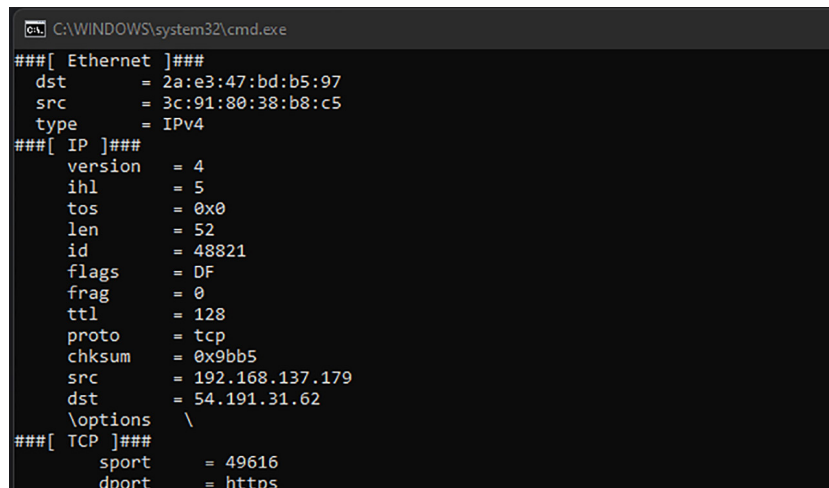 C:\WINDOWS\system32\cmd.exe
###[ Ethernet ]###
  dst       = 2a:e3:47:bd:b5:97
  src       = 3c:91:80:38:b8:c5
  type      = IPv4
###[ IP ]###
     version   = 4
     ihl       = 5
     tos       = 0x0
     len       = 52
     id        = 48821
     flags     = DF
     frag      = 0
     ttl       = 128
     proto     = tcp
     chksum    = 0x9bb5
     src       = 192.168.137.179
     dst       = 54.191.31.62
     \options   \
###[ TCP ]###
        sport     = 49616
        dport     = https